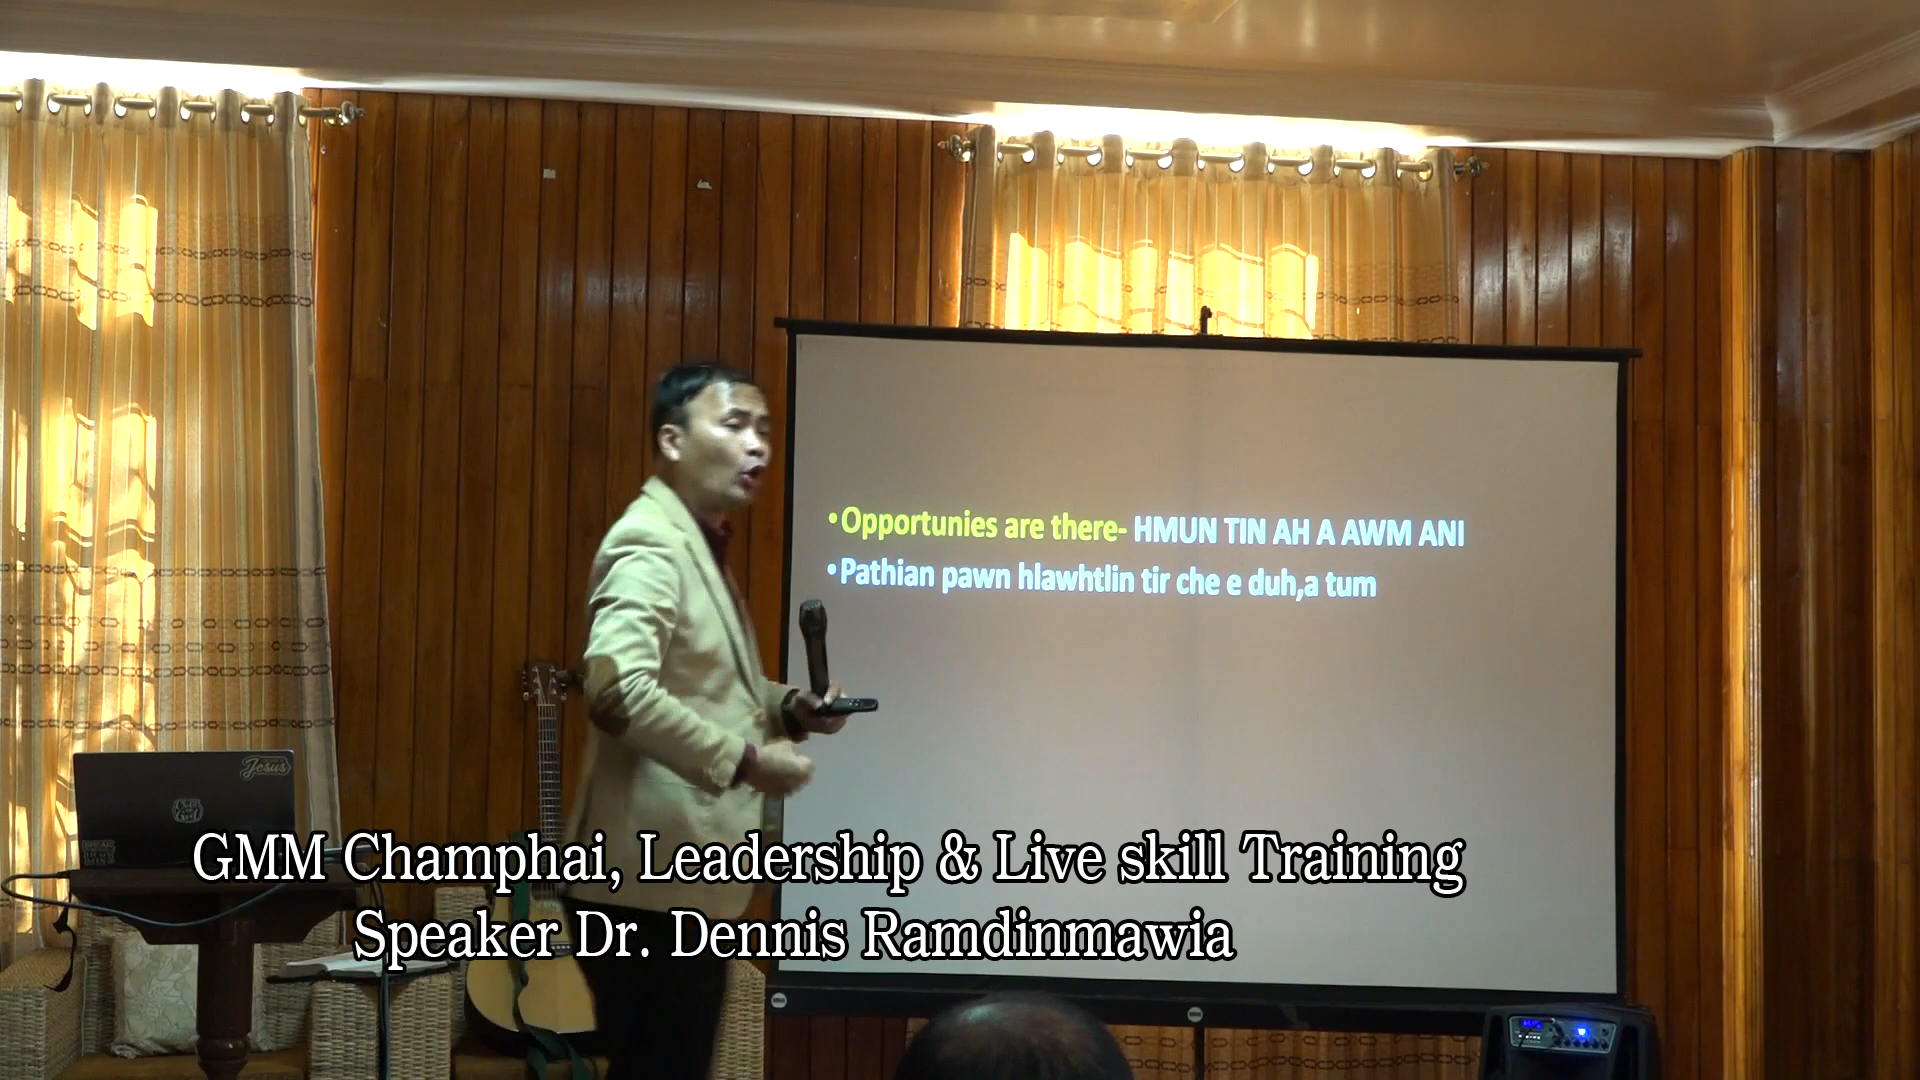 •Opportunies are there- HMUN TIN AH A AWM ANI
•Pathian pawn hlawhtlin tir che e duh,a tum
Jesus
GMM Champhai, Leadership & Live skill Training
Speaker Dr. Dennis Ramdinmawia